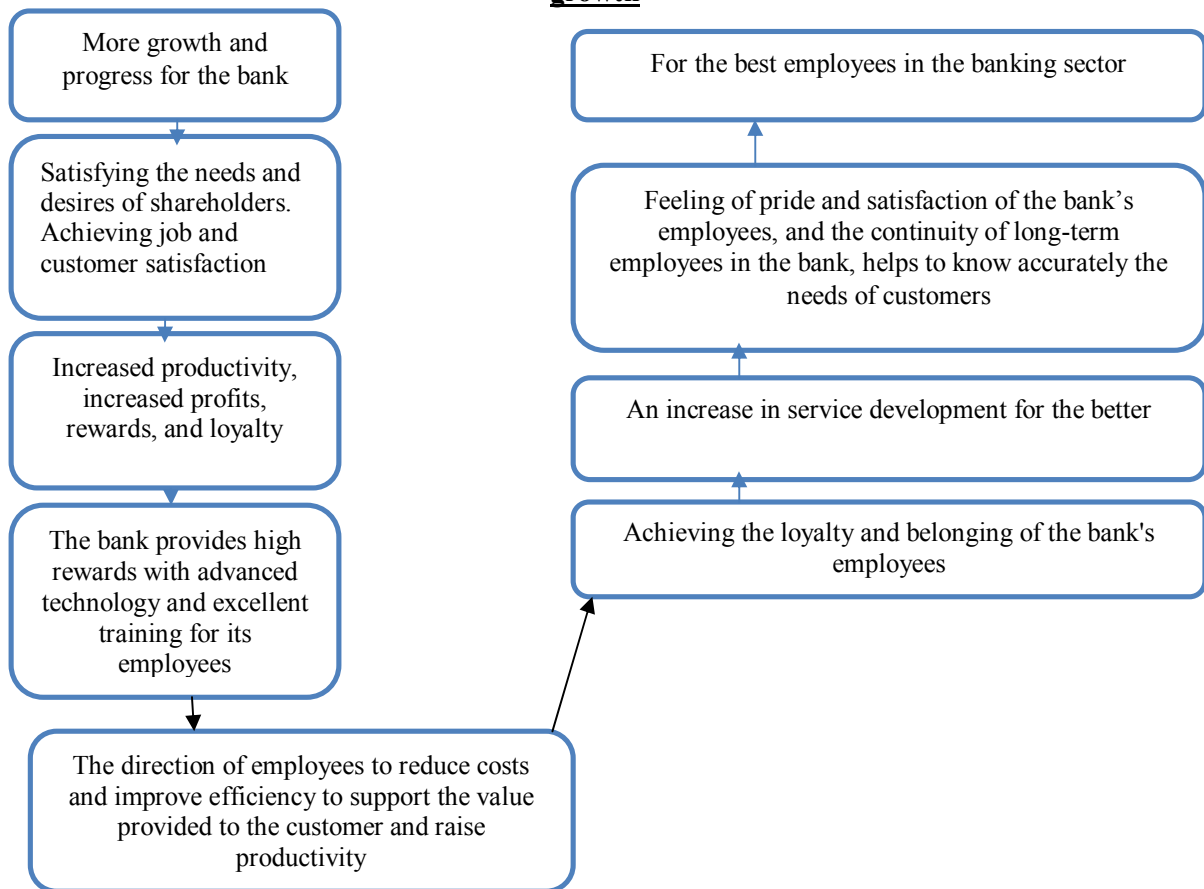 growth
More growth and
progress for the bank
Satisfying the needs and
desires of shareholders.
Achieving job and
customer satisfaction
Increased productivity,
increased profits,
rewards, and loyalty
The bank provides high
rewards with advanced
technology and excellent
training for its
employees
The direction of employees to reduce costs
and improve efficiency to support the value
provided to the customer and raise
productivity
Achieving the loyalty and belonging of the bank's
employees
An increase in service development for the better
Feeling of pride and satisfaction of the bank’s
employees, and the continuity of long-term
employees in the bank, helps to know accurately the
needs of customers
For the best employees in the banking sector